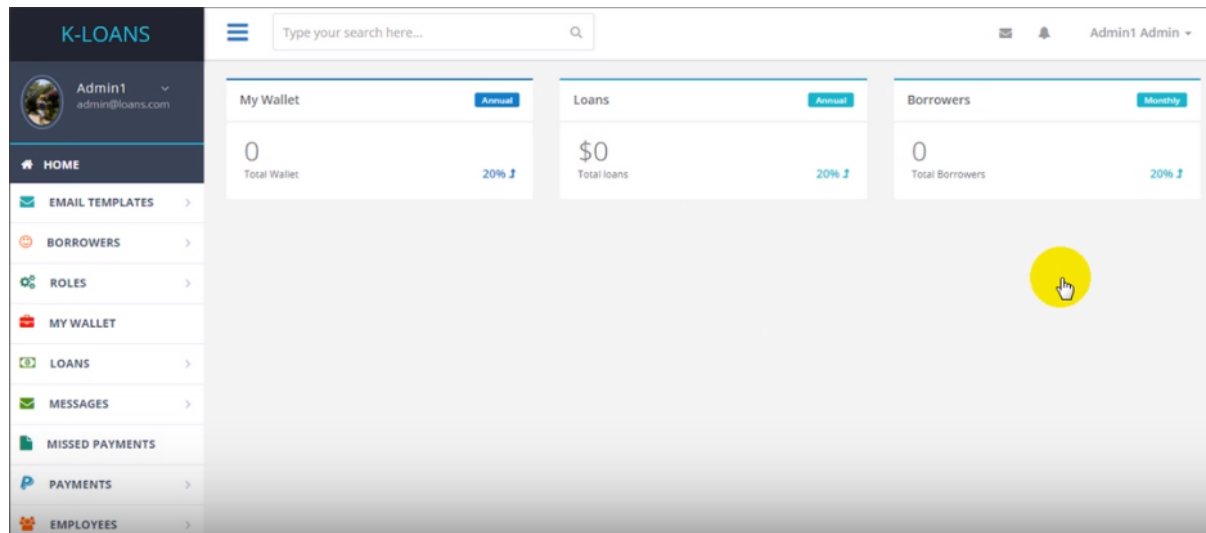 K-LOANS
Type your search here...
Admin1 Admin
Admin1
admin@loans.com
HOME
EMAIL TEMPLATES
BORROWERS
ROLES
MY WALLET
LOANS
MESSAGES
MISSED PAYMENTS
PAYMENTS
EMPLOYEES
My Wallet Annual
0
Total Wallet 20%
Loans Annual
$0
Total loans 20%
Borrowers Monthly
0
Total Borrowers 20%